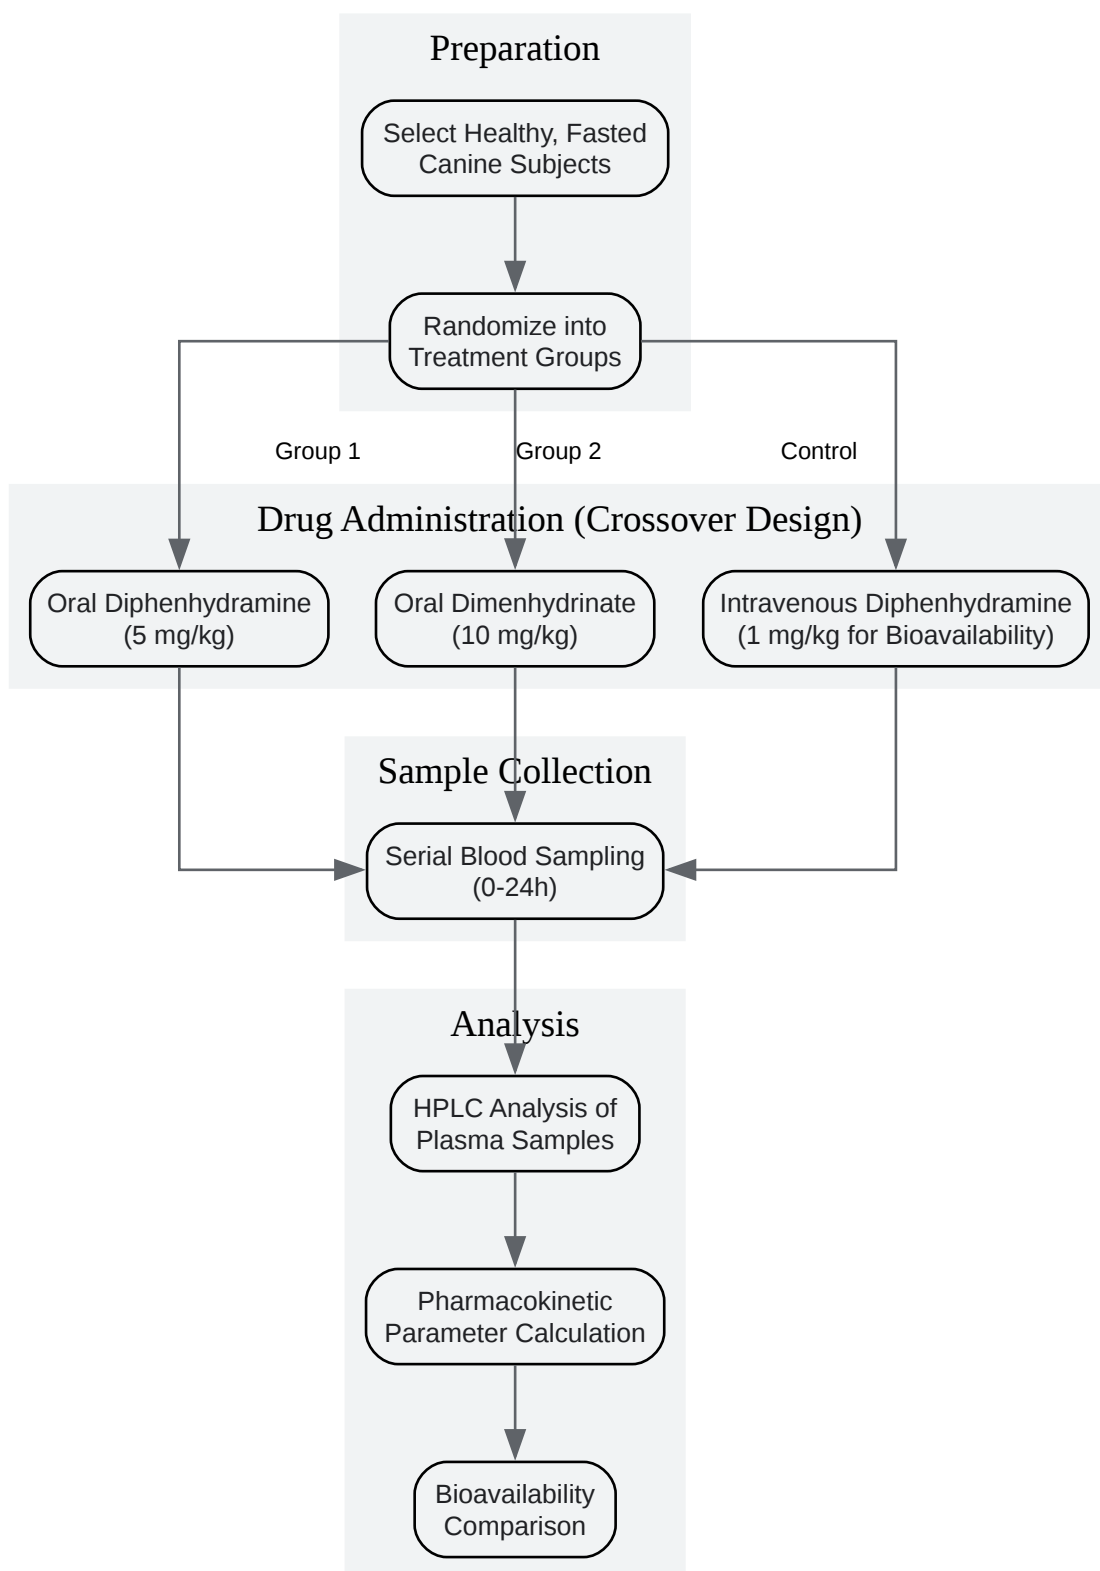 Preparation
Select Healthy, Fasted
Canine Subjects
Randomize into
Treatment Groups
Group 1
Group 2
Control
Drug Administration (Crossover Design)
Oral Diphenhydramine
(5 mg/kg)
Oral Dimenhydrinate
(10 mg/kg)
Intravenous Diphenhydramine
(1 mg/kg for Bioavailability)
Sample Collection
Serial Blood Sampling
(0-24h)
Analysis
HPLC Analysis of
Plasma Samples
Pharmacokinetic
Parameter Calculation
Bioavailability
Comparison